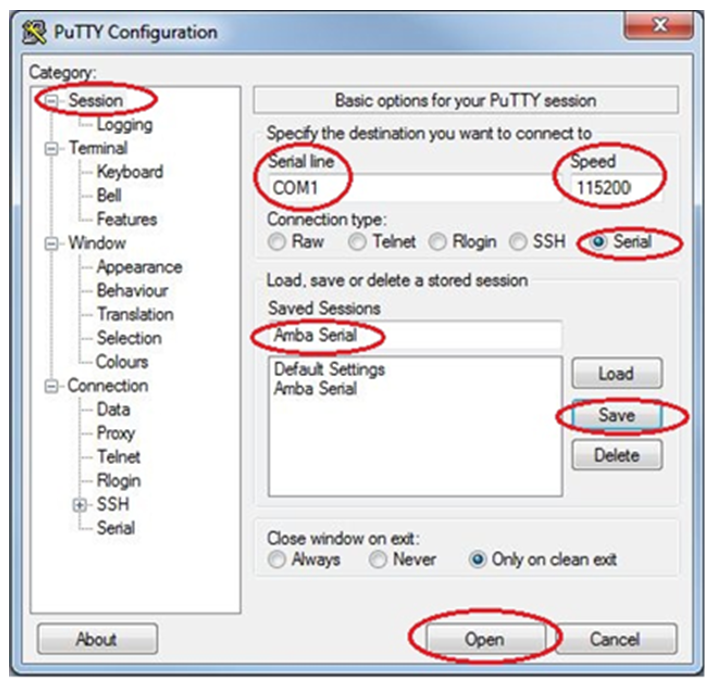 PuTTY Configuration
Category:
Session
Logging
Terminal
Keyboard
Bell
Features
Window
Appearance
Behaviour
Translation
Selection
Colours
Connection
Data
Proxy
Telnet
Rlogin
SSH
Serial
Basic options for your PuTTY session
Specify the destination you want to connect to
Serial line Speed
COM1 115200
Connection type:
Raw Telnet Rlogin SSH Serial
Load, save or delete a stored session
Saved Sessions
Amba Serial
Default Settings
Amba Serial
Load
Save
Delete
Close window on exit:
Always Never Only on clean exit
About Open Cancel